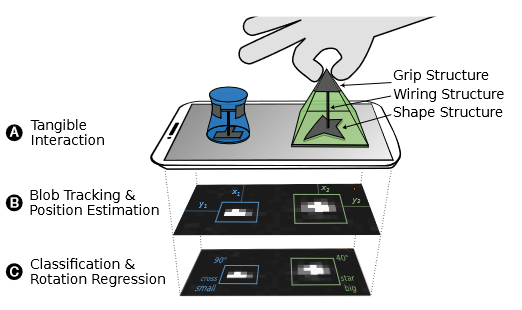 Grip Structure
Wiring Structure
Shape Structure
A Tangible
Interaction
B Blob Tracking &
Position Estimation
x1
y1
x2
y2
C Classification &
Rotation Regression
90°
cross
small
40°
star
big